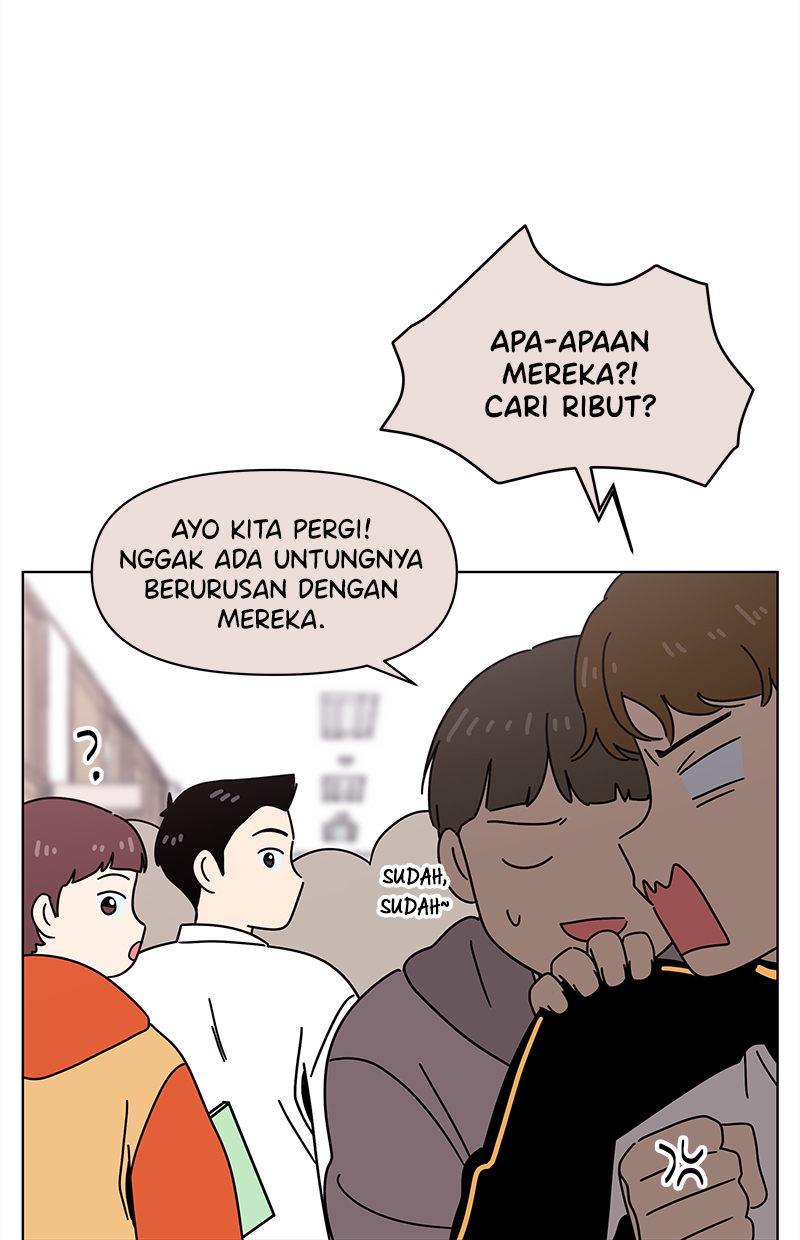 APA-APAAN
MEREKA?!
CARI RIBUT?
AYO KITA PERGI!
NGGAK ADA UNTUNGNYA
BERURUSAN DENGAN
MEREKA.
?
SUDAH,
SUDAH~